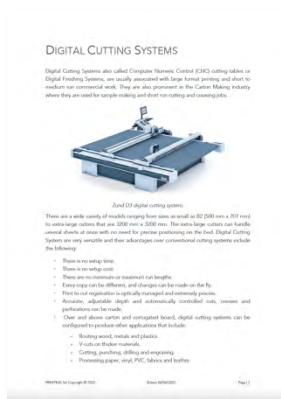 DIGITAL CUTTING SYSTEMS
Digital Cutting Systems also called Computer Numeric Control (CNC) cutting tables or
Digital Finishing Systems, are usually associated with large format printing and short to
medium run commercial work. They are also prominent in the Carton Making industry
where they are used for sample making and short run cutting and creasing jobs.
Zund D3 digital cutting systems
There are a wide variety of models ranging from sizes as small as B2 (500 mm x 707 mm)
to extra-large cutters that are 3200 mm x 3200 mm. The extra-large cutters can handle
several sheets at once with no need for precise positioning on the bed. Digital Cutting
System are very versatile and their advantages over conventional cutting systems include
the following:
- There is no setup time.
- There is no setup cost.
- There are no minimum or maximum run lengths.
- Every copy can be different, and changes can be made on the fly.
- Print to cut registration is optically managed and extremely precise.
- Accurate, adjustable depth and automatically controlled cuts, creases and
perforations can be made.
- Over and above carton and corrugated board, digital cutting systems can be
configured to produce other applications that include:
- Routing wood, metals and plastics.
- V-cuts on thicker materials.
- Cutting, punching, drilling and engraving.
- Processing paper, vinyl, PVC, fabrics and leather.
Copyright © 2022
Page | 1